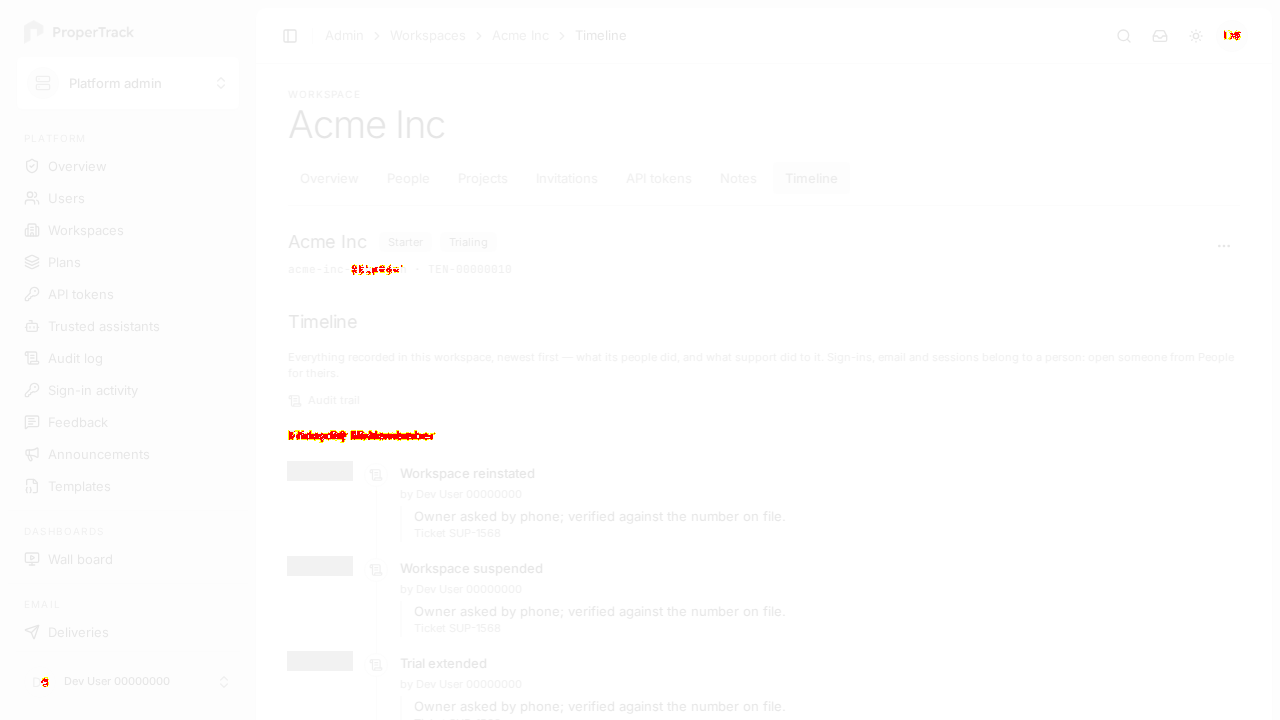 ProperTrack
Platform admin
PLATFORM
Overview
Users
Workspaces
Plans
API tokens
Trusted assistants
Audit log
Sign-in activity
Feedback
Announcements
Templates
DASHBOARDS
Wall board
EMAIL
Deliveries
Dev User 00000000
Admin > Workspaces > Acme Inc > Timeline
WORKSPACE
Acme Inc
Overview People Projects Invitations API tokens Notes Timeline
Acme Inc Starter Trialing
acme-inc- · TEN-00000010
Timeline
Everything recorded in this workspace, newest first — what its people did, and what support did to it. Sign-ins, email and sessions belong to a person: open someone from People
for theirs.
Audit trail
Workspace reinstated
by Dev User 00000000
Owner asked by phone; verified against the number on file.
Ticket SUP-1568
Workspace suspended
by Dev User 00000000
Owner asked by phone; verified against the number on file.
Ticket SUP-1568
Trial extended
by Dev User 00000000
Owner asked by phone; verified against the number on file.
Ticket SUP-1568